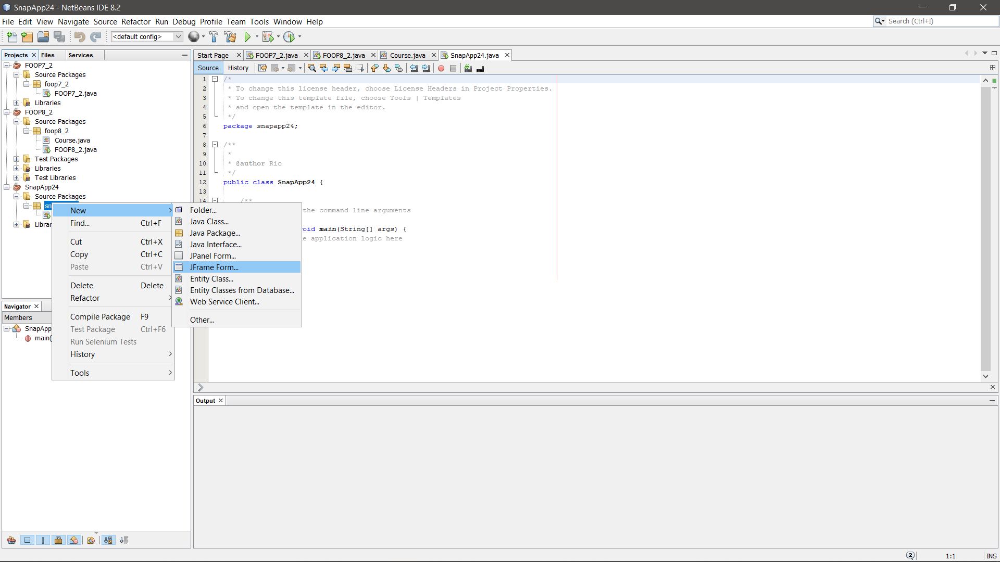 SnapApp24 - NetBeans IDE 8.2
File Edit View Navigate Source Refactor Run Debug Profile Team Tools Window Help
Search (Ctrl+I)
<default config>
Projects Files Services
FOOP7_2
Source Packages
foop7_2
FOOP7_2.java
Libraries
FOOP8_2
Source Packages
foop8_2
Course.java
FOOP8_2.java
Test Packages
Libraries
Test Libraries
SnapApp24
Source Packages
sn
Librar
New
Find... Ctrl+F
Cut Ctrl+X
Copy Ctrl+C
Paste Ctrl+V
Delete Delete
Refactor
Compile Package F9
Test Package Ctrl+F6
Run Selenium Tests
History
Tools
Folder...
Java Class...
Java Package...
Java Interface...
JPanel Form...
JFrame Form...
Entity Class...
Entity Classes from Database...
Web Service Client...
Other...
Navigator
Members
SnapApp
main(
Start Page FOOP7_2.java FOOP8_2.java Course.java SnapApp24.java
Source History
1 /*
2 * To change this license header, choose License Headers in Project Properties.
3 * To change this template file, choose Tools | Templates
4 * and open the template in the editor.
5 */
6 package snapapp24;
7
8 /**
9 *
10 * @author Rio
11 */
12 public class SnapApp24 {
13
14 /**
the command line arguments
oid main(String[] args) {
e application logic here
Output
2
1:1 INS